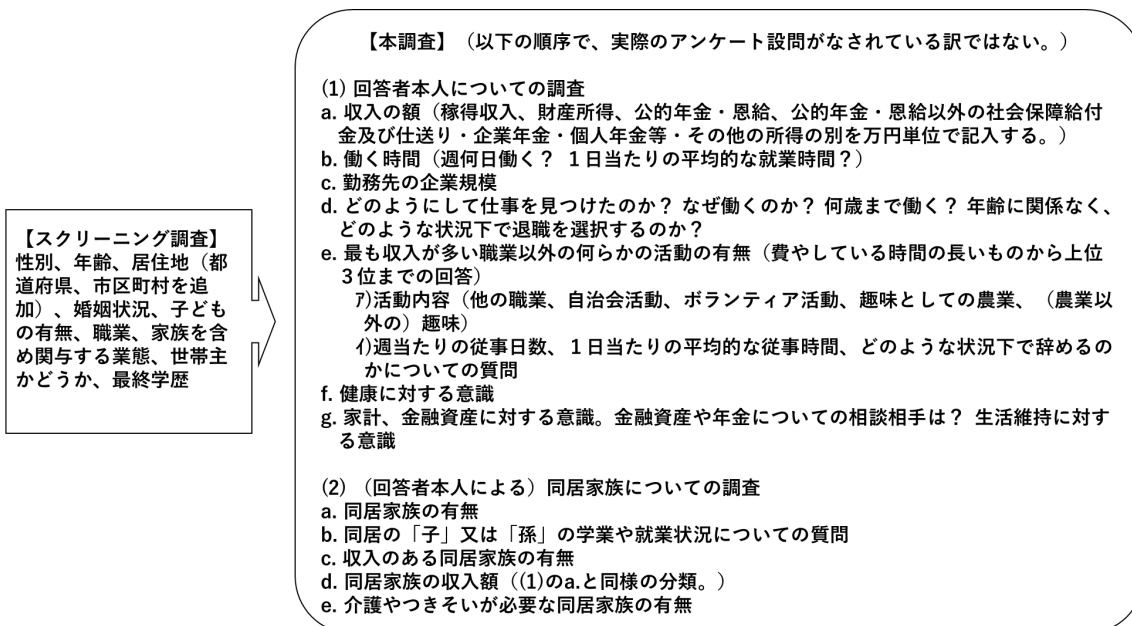 【スクリーニング調査】
性別、年齢、居住地（都
道府県、市区町村を追
加）、婚姻状況、子ども
の有無、職業、家族を含
め関与する業態、世帯主
かどうか、最終学歴
【本調査】（以下の順序で、実際のアンケート設問がなされている訳ではない。）
(1) 回答者本人についての調査
a. 収入の額（稼得収入、財産所得、公的年金・恩給、公的年金・恩給以外の社会保障給付
金及び仕送り・企業年金・個人年金等・その他の所得の別を万円単位で記入する。）
b. 働く時間（週何日働く？ １日当たりの平均的な就業時間？）
c. 勤務先の企業規模
d. どのようにして仕事を見つけたのか？ なぜ働くのか？ 何歳まで働く？ 年齢に関係なく、
どのような状況下で退職を選択するのか？
e. 最も収入が多い職業以外の何らかの活動の有無（費やしている時間の長いものから上位
３位までの回答）
ｱ)活動内容（他の職業、自治会活動、ボランティア活動、趣味としての農業、（農業以
外の）趣味）
ｲ)週当たりの従事日数、１日当たりの平均的な従事時間、どのような状況下で辞めるの
かについての質問
f. 健康に対する意識
g. 家計、金融資産に対する意識。金融資産や年金についての相談相手は？ 生活維持に対す
る意識
(2) （回答者本人による）同居家族についての調査
a. 同居家族の有無
b. 同居の「子」又は「孫」の学業や就業状況についての質問
c. 収入のある同居家族の有無
d. 同居家族の収入額（(1)のa.と同様の分類。）
e. 介護やつきそいが必要な同居家族の有無